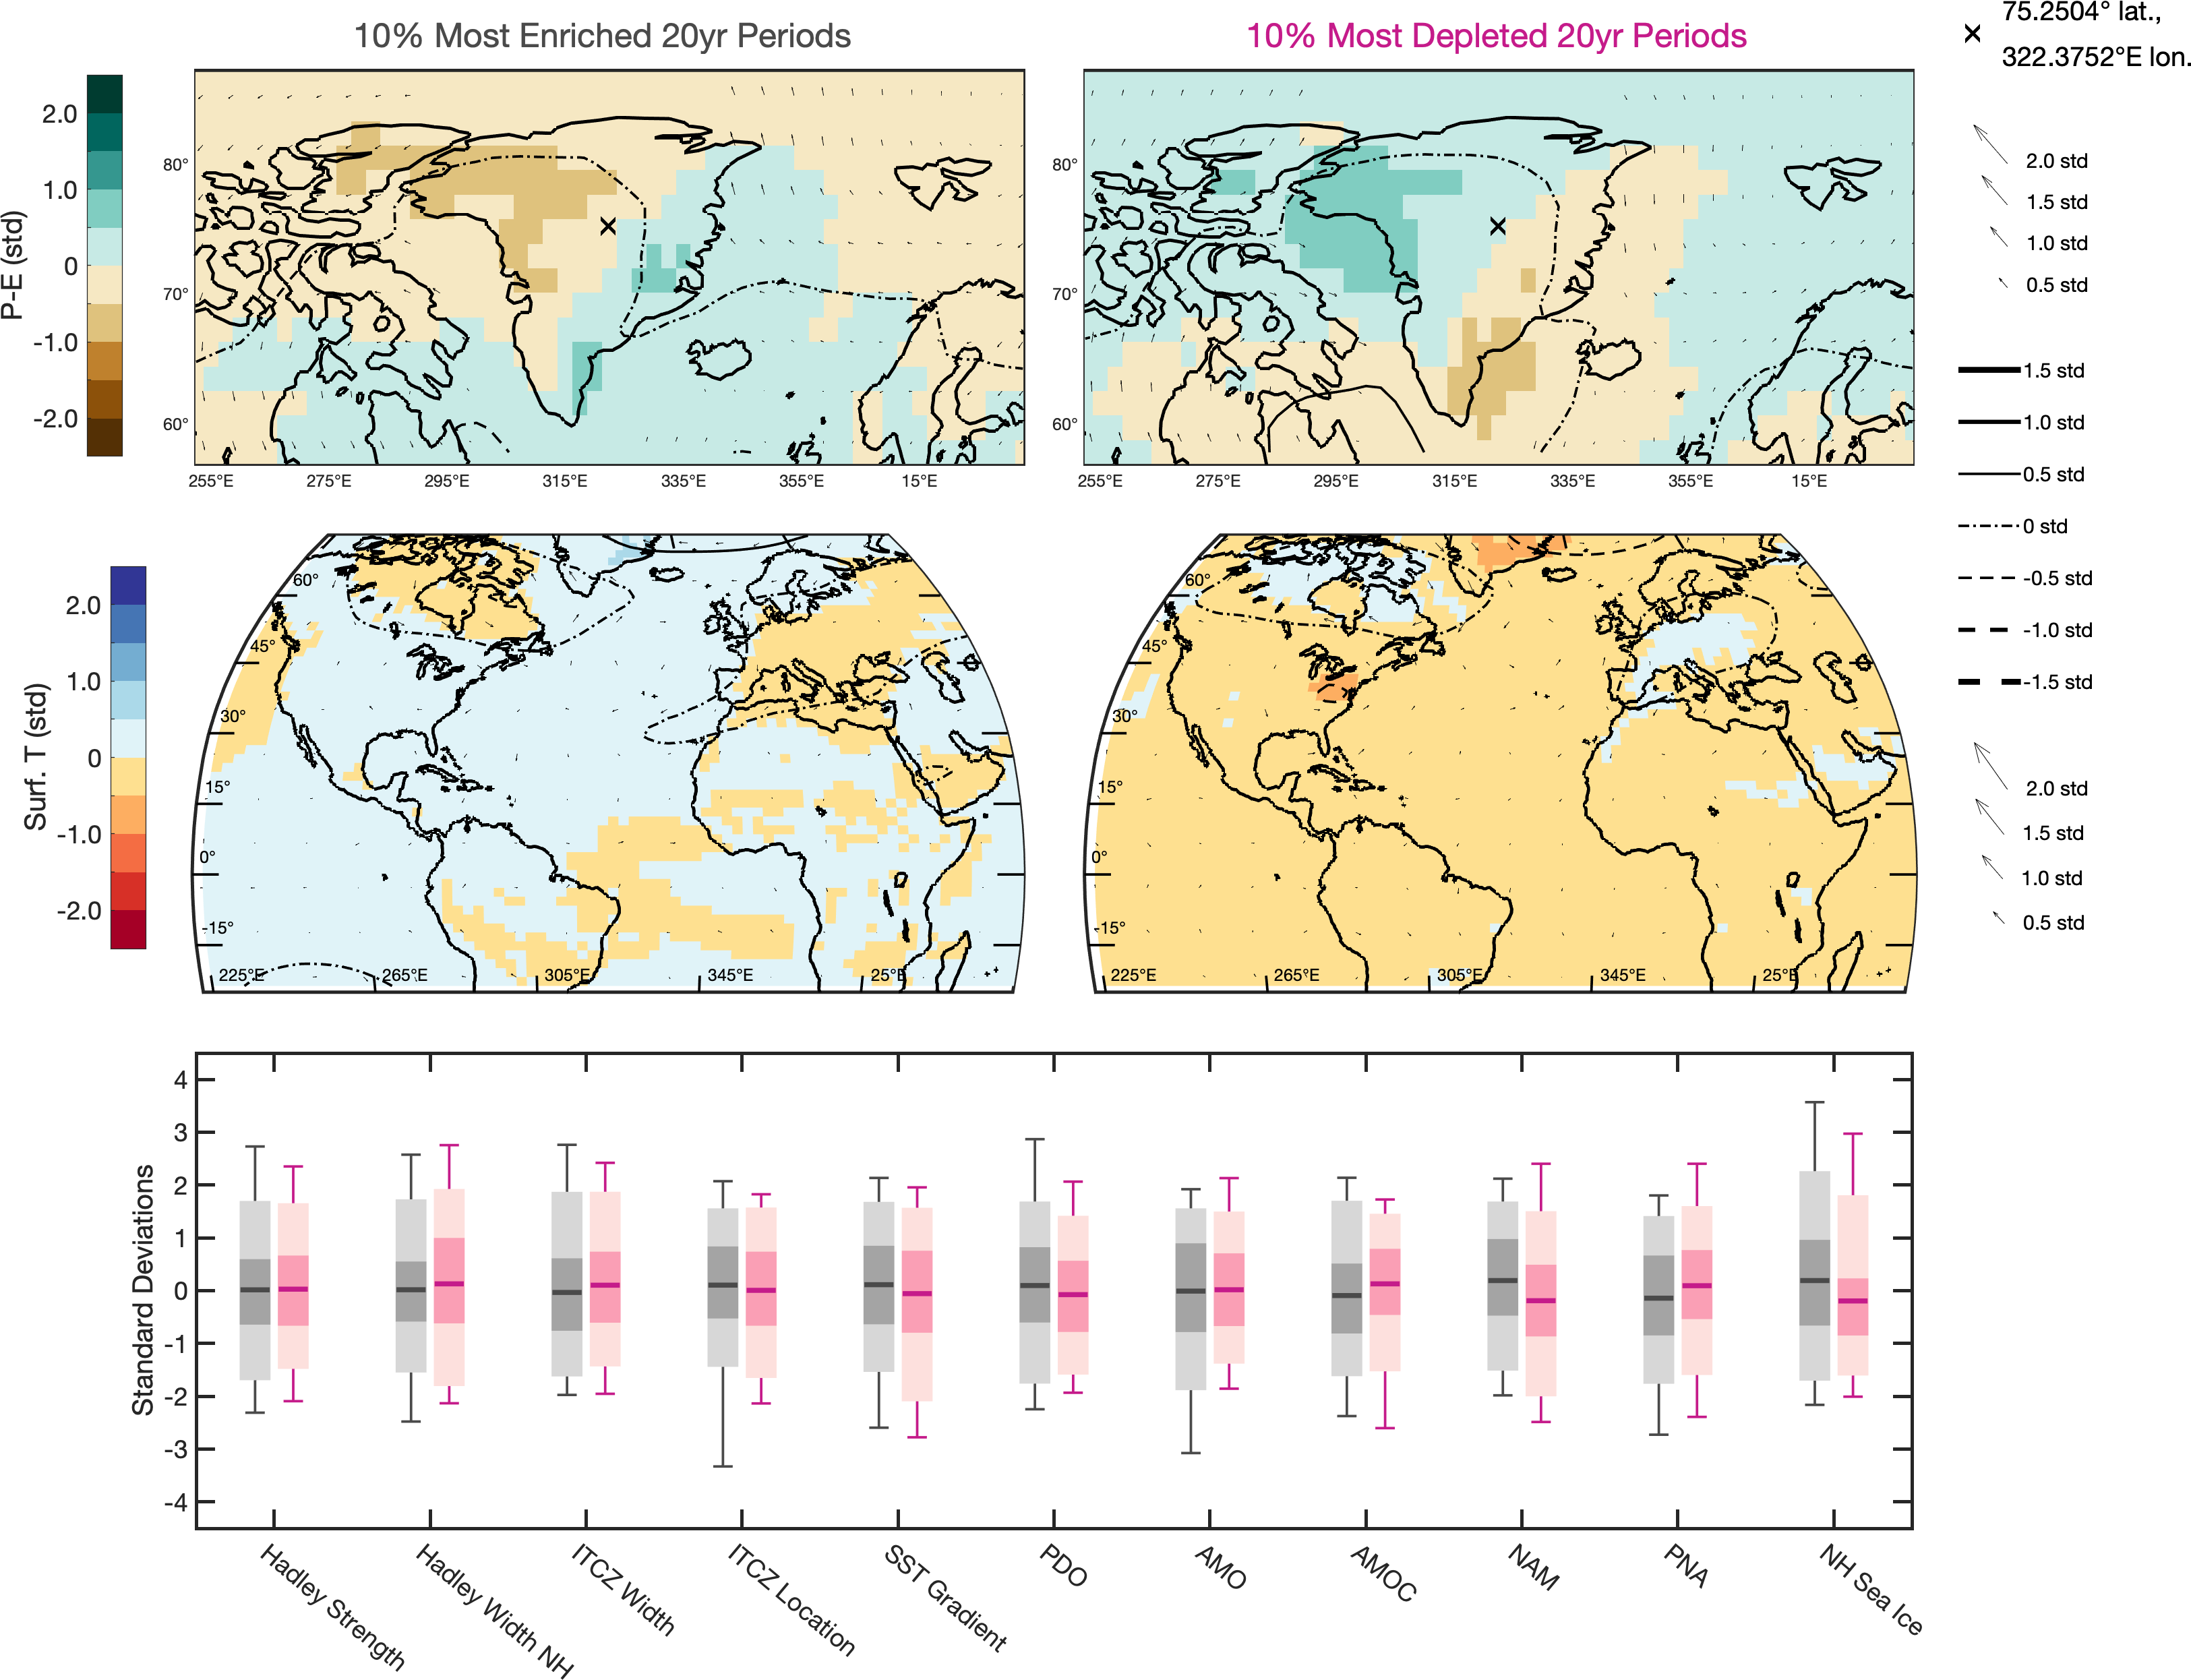 10% Most Enriched 20yr Periods
10% Most Depleted 20yr Periods
75.2504° lat.,
322.3752°E lon.
P-E (std)
2.0
1.0
0
-1.0
-2.0
80°
70°
60°
255°E 275°E 295°E 315°E 335°E 355°E 15°E
80°
70°
60°
255°E 275°E 295°E 315°E 335°E 355°E 15°E
2.0 std
1.5 std
1.0 std
0.5 std
1.5 std
1.0 std
0.5 std
0 std
-0.5 std
-1.0 std
-1.5 std
Surf. T (std)
2.0
1.0
0
-1.0
-2.0
60°
45°
30°
15°
0°
-15°
225°E 265°E 305°E 345°E 25°E
60°
45°
30°
15°
0°
-15°
225°E 265°E 305°E 345°E 25°E
2.0 std
1.5 std
1.0 std
0.5 std
Standard Deviations
4
3
2
1
0
-1
-2
-3
-4
Hadley Strength
Hadley Width NH
ITCZ Width
ITCZ Location
SST Gradient
PDO
AMO
AMOC
NAM
PNA
NH Sea Ice